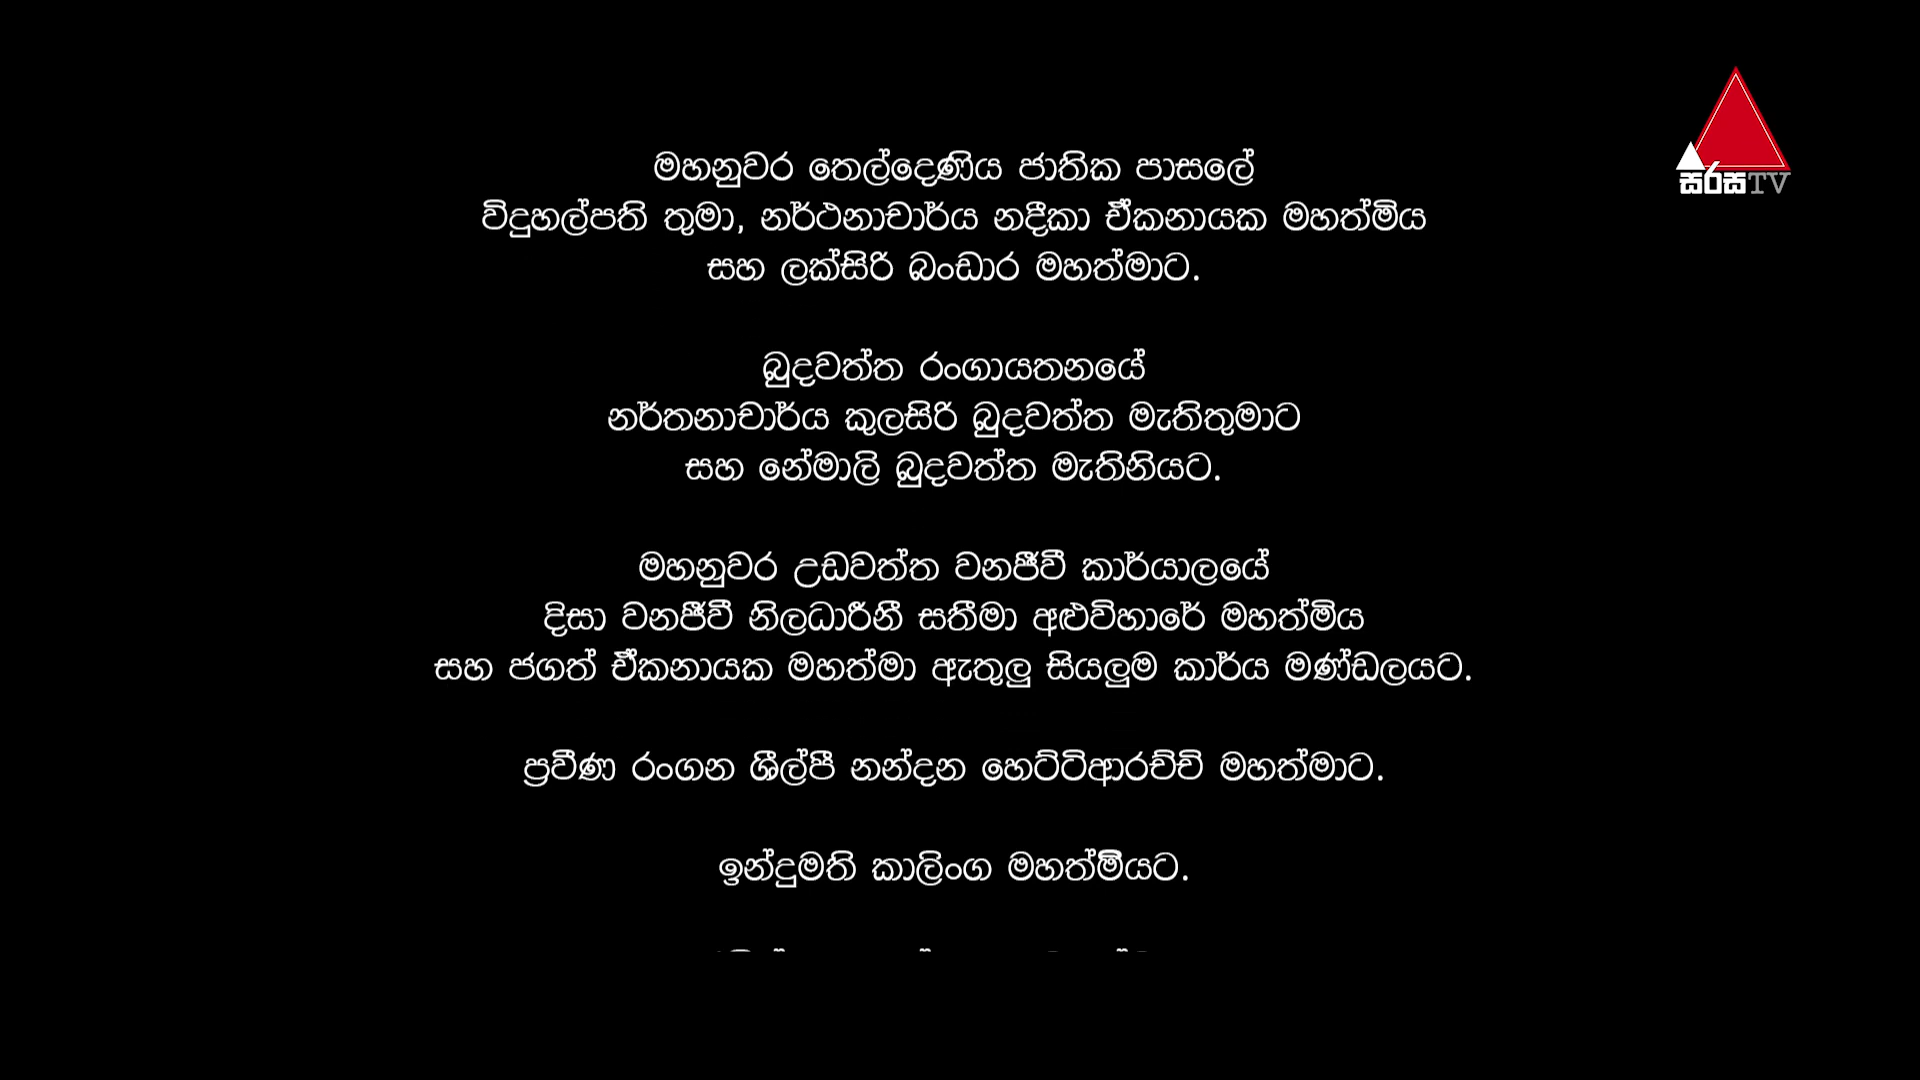 සිරසTV
මහනුවර තෙල්දෙණිය ජාතික පාසලේ
විදුහල්පති තුමා, නර්ථනාචාර්ය නදීකා ඒකනායක මහත්මිය
සහ ලක්සිරි බංඩාර මහත්මාට.
බුදවත්ත රංගායතනයේ
නර්තනාචාර්ය කුලසිරි බුදවත්ත මැතිතුමාට
සහ නේමාලි බුදවත්ත මැතිනියට.
මහනුවර උඩවත්ත වනජීවී කාර්යාලයේ
දිසා වනජීවී නිලධාරීනී සතීමා අළුවිහාරේ මහත්මිය
සහ ජගත් ඒකනායක මහත්මා ඇතුලු සියලුම කාර්ය මණ්ඩලයට.
ප්‍රවීණ රංගන ශිල්පී නන්දන හෙට්ටිආරච්චි මහත්මාට.
ඉන්දුමති කාලිංග මහත්මියට.